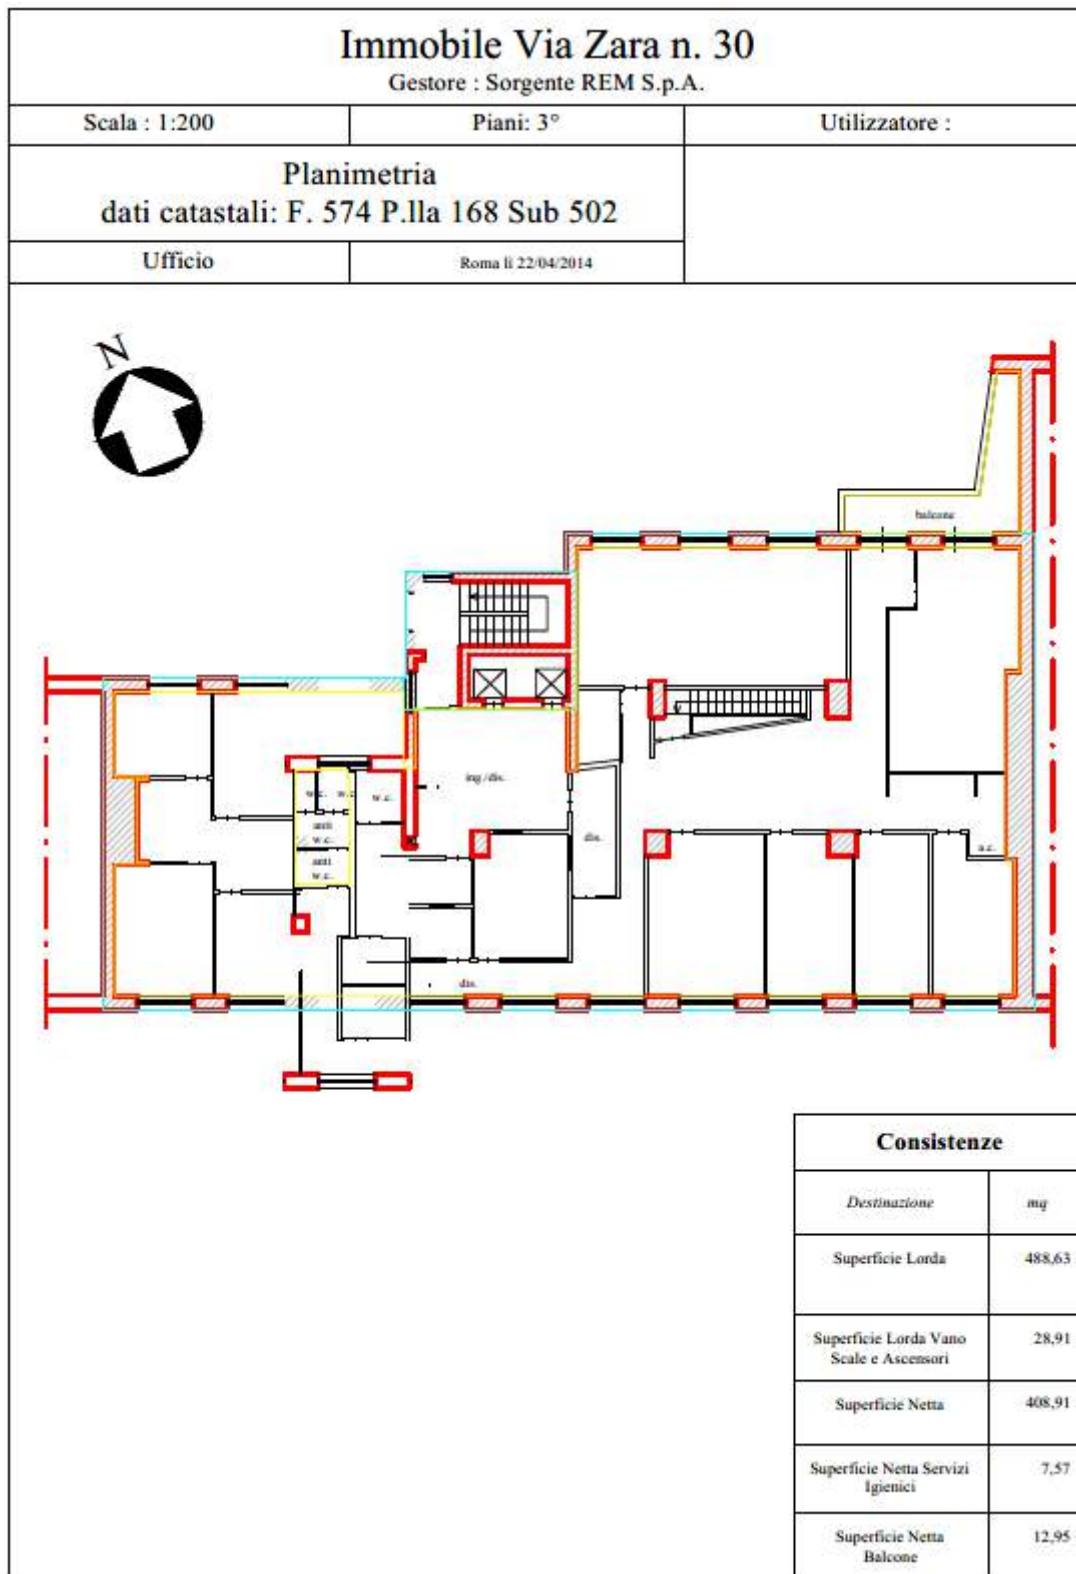 Immobile Via Zara n. 30
Gestore : Sorgente REM S.p.A.
Scala : 1:200
Piani: 3°
Utilizzatore :
Planimetria
dati catastali: F. 574 P.lla 168 Sub 502
Ufficio
Roma li 22/04/2014
N
balcone
ing./dis.
w.c.
w.c.
w.c.
anti
w.c.
anti
w.c.
dis.
a.c.
dis.
Consistenze
Destinazione
mq
Superficie Lorda
488,63
Superficie Lorda Vano
Scale e Ascensori
28,91
Superficie Netta
408,91
Superficie Netta Servizi
Igienici
7,57
Superficie Netta
Balcone
12,95